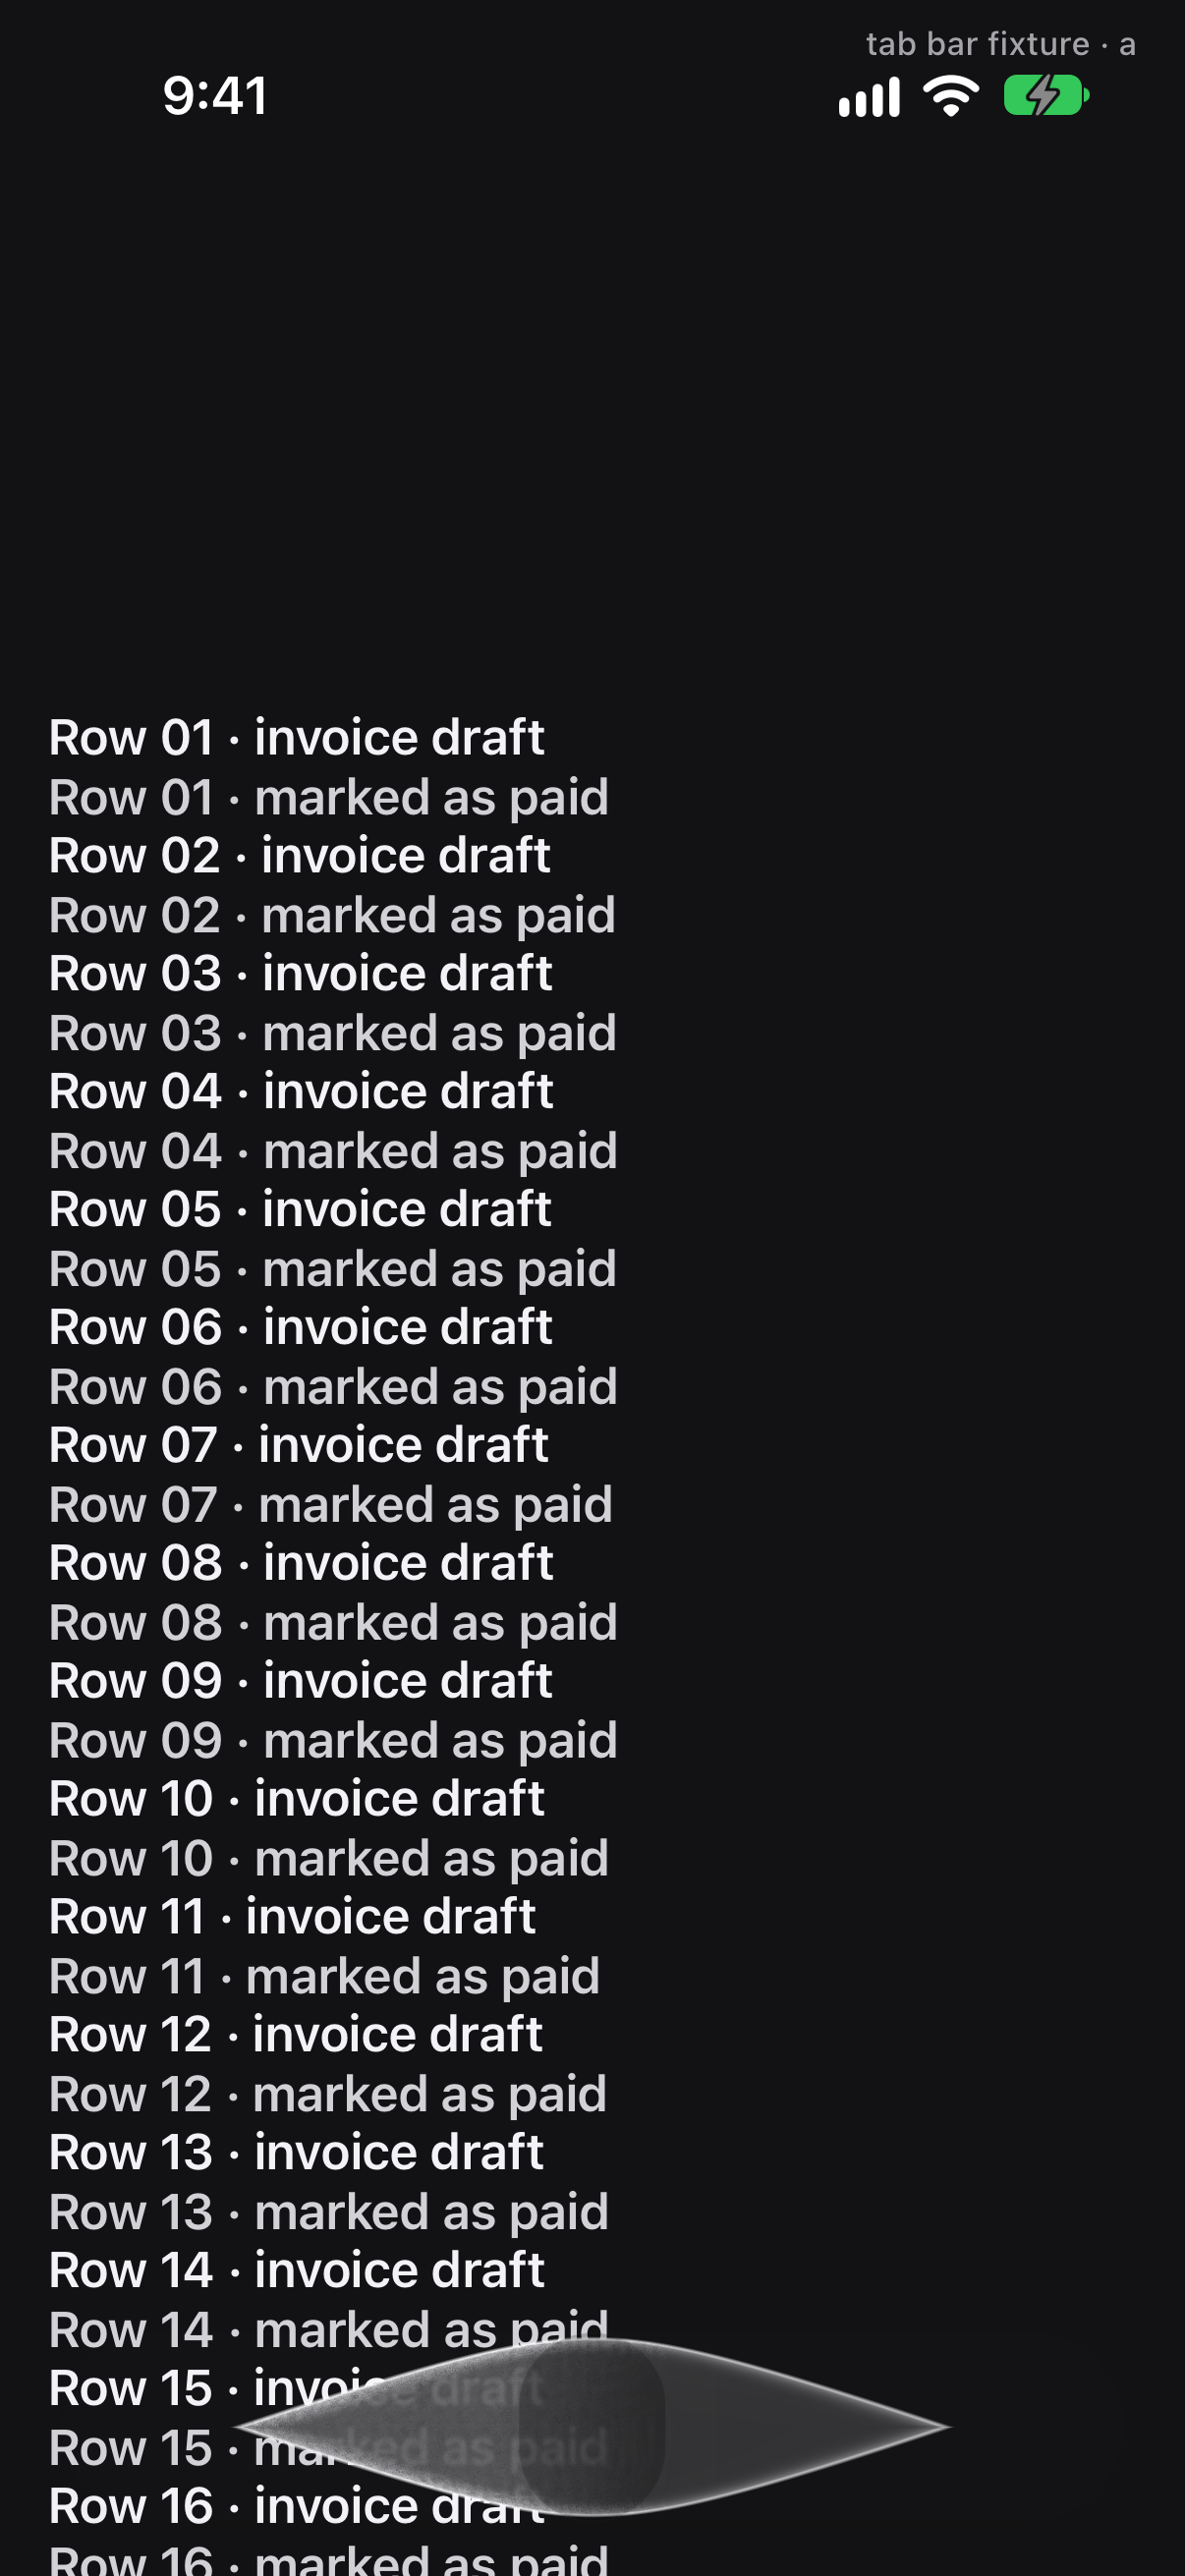 tab bar fixture · a
9:41
Row 01 · invoice draft
Row 01 · marked as paid
Row 02 · invoice draft
Row 02 · marked as paid
Row 03 · invoice draft
Row 03 · marked as paid
Row 04 · invoice draft
Row 04 · marked as paid
Row 05 · invoice draft
Row 05 · marked as paid
Row 06 · invoice draft
Row 06 · marked as paid
Row 07 · invoice draft
Row 07 · marked as paid
Row 08 · invoice draft
Row 08 · marked as paid
Row 09 · invoice draft
Row 09 · marked as paid
Row 10 · invoice draft
Row 10 · marked as paid
Row 11 · invoice draft
Row 11 · marked as paid
Row 12 · invoice draft
Row 12 · marked as paid
Row 13 · invoice draft
Row 13 · marked as paid
Row 14 · invoice draft
Row 14 · marked as paid
Row 15 · invoice draft
Row 15 · marked as paid
Row 16 · invoice draft
Row 16 · marked as paid